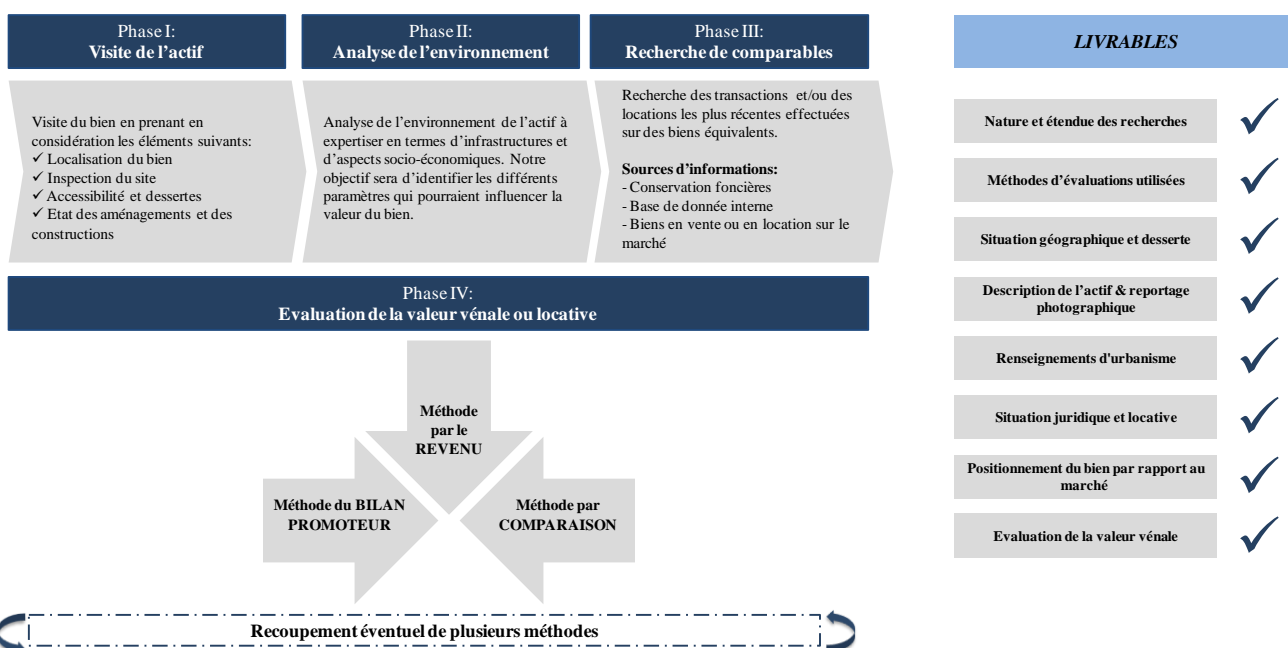 Phase I:
Visite de l'actif
Phase II:
Analyse de l'environnement
Phase III:
Recherche de comparables
Visite du bien en prenant en
considération les éléments suivants:
✓ Localisation du bien
✓ Inspection du site
✓ Accessibilité et dessertes
✓ Etat des aménagements et des
constructions
Analyse de l'environnement de l'actif à
expertiser en termes d'infrastructures et
d'aspects socio-économiques. Notre
objectif sera d'identifier les différents
paramètres qui pourraient influencer la
valeur du bien.
Recherche des transactions et/ou des
locations les plus récentes effectuées
sur des biens équivalents.
Sources d'informations:
- Conservation foncières
- Base de donnée interne
- Biens en vente ou en location sur le
marché
Phase IV:
Evaluation de la valeur vénale ou locative
Méthode
par le
REVENU
Méthode du BILAN
PROMOTEUR
Méthode par
COMPARAISON
Recoupement éventuel de plusieurs méthodes
LIVRABLES
Nature et étendue des recherches
Méthodes d'évaluations utilisées
Situation géographique et desserte
Description de l'actif & reportage
photographique
Renseignements d'urbanisme
Situation juridique et locative
Positionnement du bien par rapport au
marché
Evaluation de la valeur vénale